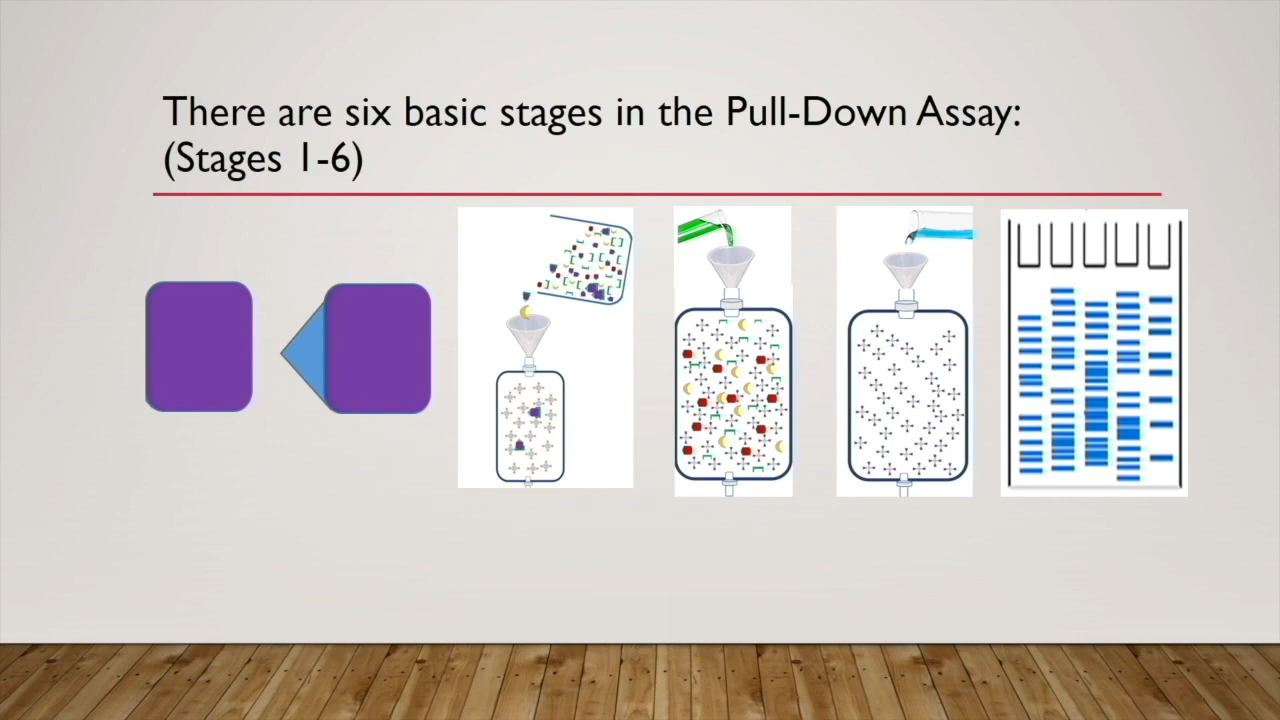 There are six basic stages in the Pull-Down Assay:
(Stages 1-6)